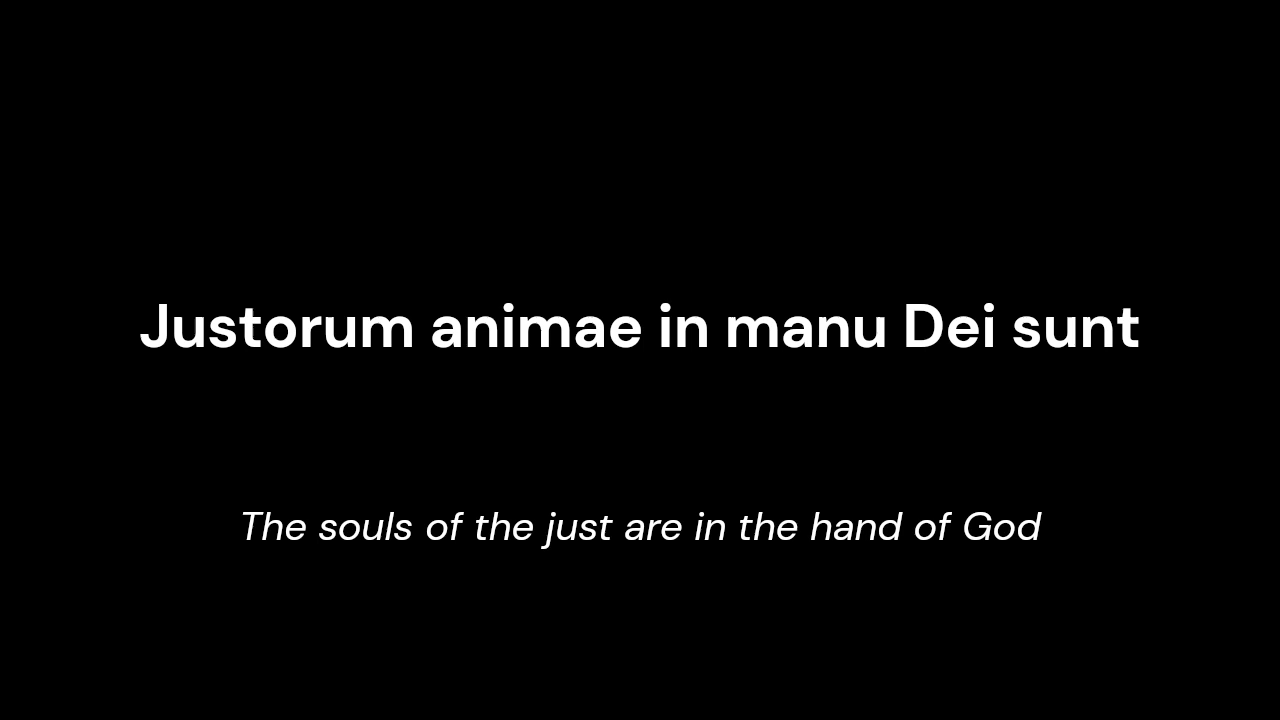 Justorum animae in manu Dei sunt
The souls of the just are in the hand of God